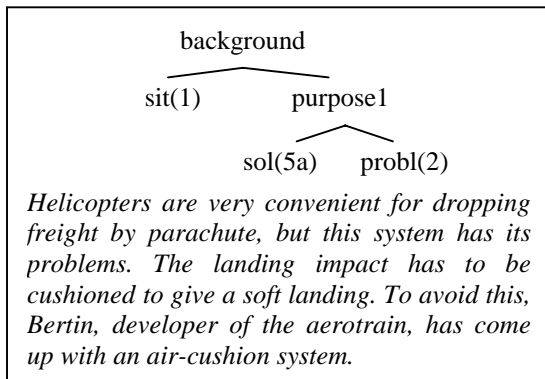 background
sit(1) purpose1
sol(5a) probl(2)
Helicopters are very convenient for dropping
freight by parachute, but this system has its
problems. The landing impact has to be
cushioned to give a soft landing. To avoid this,
Bertin, developer of the aerotrain, has come
up with an air-cushion system.